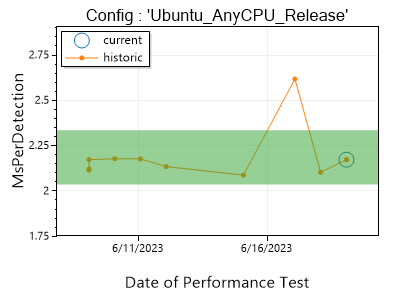 Config : 'Ubuntu_AnyCPU_Release'
current
historic
MsPerDetection
2.75
2.5
2.25
2
1.75
6/11/2023
6/16/2023
Date of Performance Test